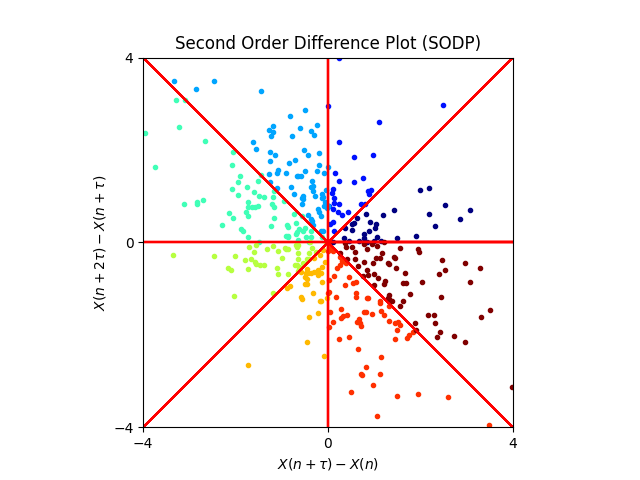 Second Order Difference Plot (SODP)
4
0
−4
X(n + 2τ) − X(n + τ)
−4 0 4
X(n + τ) − X(n)